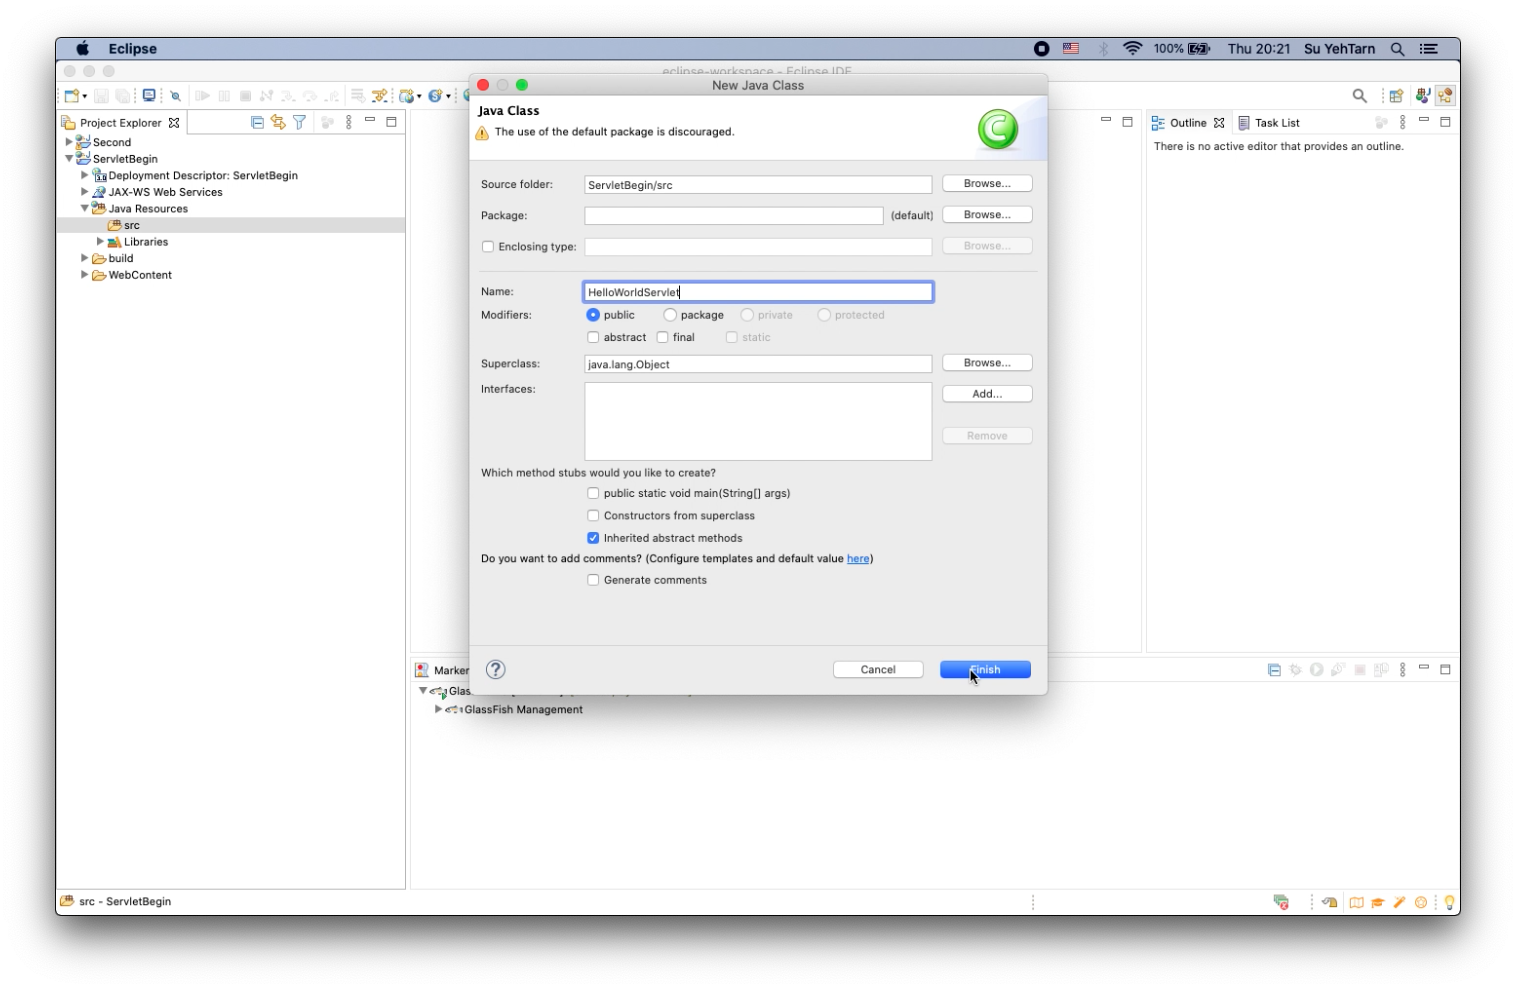 Eclipse
100%
Thu 20:21
Su YehTarn
eclipse-workspace - Eclipse IDE
New Java Class
Java Class
The use of the default package is discouraged.
Project Explorer
Second
ServletBegin
Deployment Descriptor: ServletBegin
JAX-WS Web Services
Java Resources
src
Libraries
build
WebContent
Source folder:
ServletBegin/src
Browse...
Package:
(default)
Browse...
Enclosing type:
Browse...
Name:
HelloWorldServlet
Modifiers:
public
package
private
protected
abstract
final
static
Superclass:
java.lang.Object
Browse...
Interfaces:
Add...
Remove
Which method stubs would you like to create?
public static void main(String[] args)
Constructors from superclass
Inherited abstract methods
Do you want to add comments? (Configure templates and default value here)
Generate comments
?
Cancel
Finish
Outline
Task List
There is no active editor that provides an outline.
Marker
Glas
GlassFish Management
src - ServletBegin